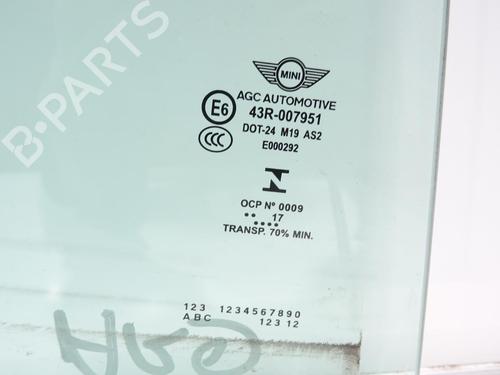 B-PARTS
MINI
AGC AUTOMOTIVE
E6 43R-007951
CCC DOT-24 M19 AS2
E000292
N
OCP Nº 0009
.. 17
....
TRANSP. 70% MIN.
123 1234567890
ABC 123 12